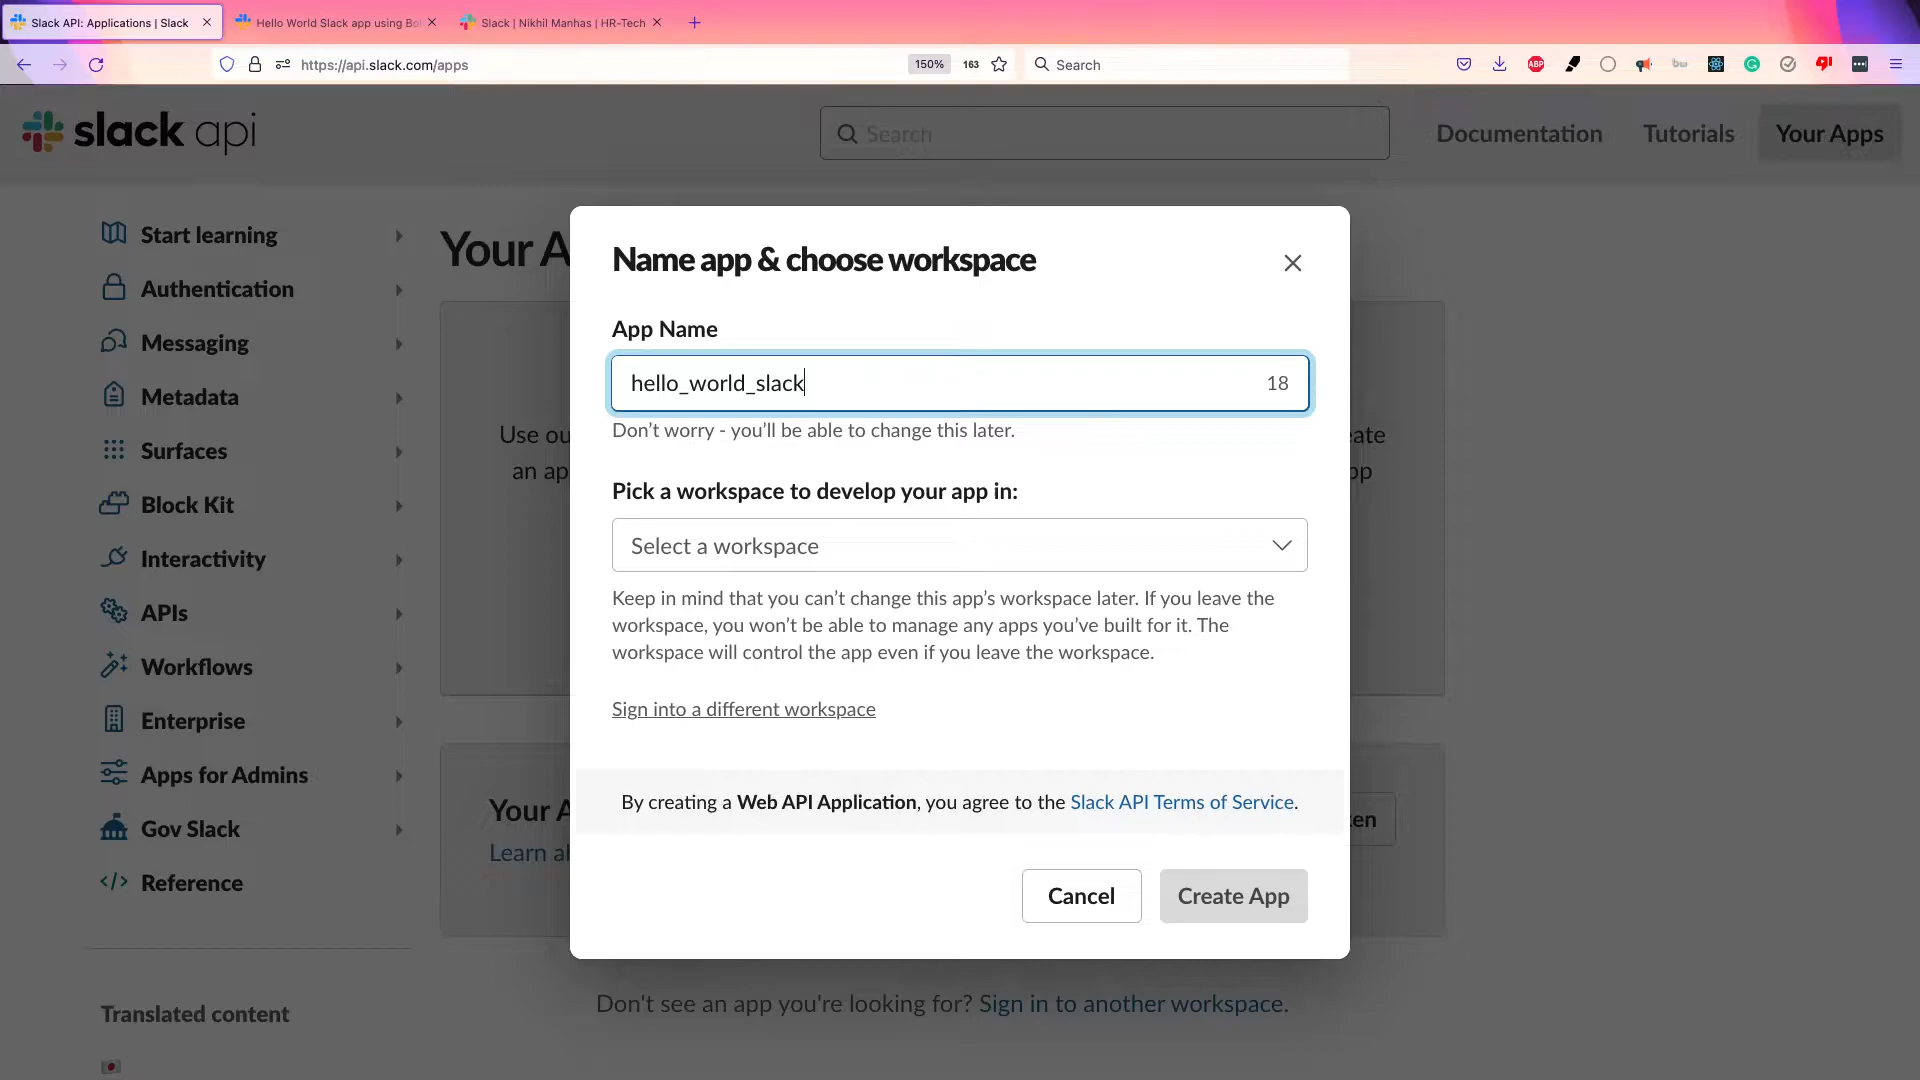 Slack API: Applications | Slack
Hello World Slack app using Bol
Slack | Nikhil Manhas | HR-Tech
https://api.slack.com/apps
150%
163
Search
ABP
slack api
Search
Documentation
Tutorials
Your Apps
Start learning
Authentication
Messaging
Metadata
Surfaces
Block Kit
Interactivity
APIs
Workflows
Enterprise
Apps for Admins
Gov Slack
Reference
Translated content
Your A
Use ou
an ap
eate
pp
Name app & choose workspace
App Name
hello_world_slack
18
Don’t worry - you’ll be able to change this later.
Pick a workspace to develop your app in:
Select a workspace
Keep in mind that you can’t change this app’s workspace later. If you leave the
workspace, you won’t be able to manage any apps you’ve built for it. The
workspace will control the app even if you leave the workspace.
Sign into a different workspace
By creating a Web API Application, you agree to the Slack API Terms of Service.
Cancel
Create App
Your A
Learn al
ken
Don't see an app you're looking for? Sign in to another workspace.